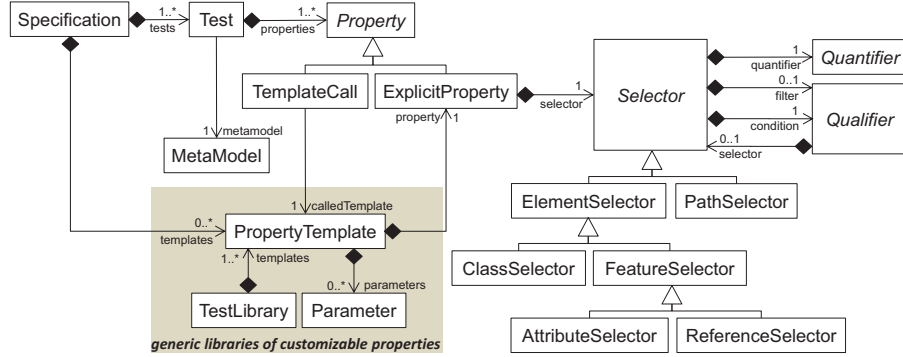 Specification
1..*
tests
Test
1..*
properties
Property
TemplateCall
ExplicitProperty
property
1
1
selector
Selector
1
quantifier
Quantifier
0..1
filter
1
condition
Qualifier
0..1
selector
1
metamodel
MetaModel
ElementSelector
PathSelector
1
calledTemplate
0..*
templates
PropertyTemplate
1..*
templates
0..*
parameters
TestLibrary
Parameter
generic libraries of customizable properties
ClassSelector
FeatureSelector
AttributeSelector
ReferenceSelector